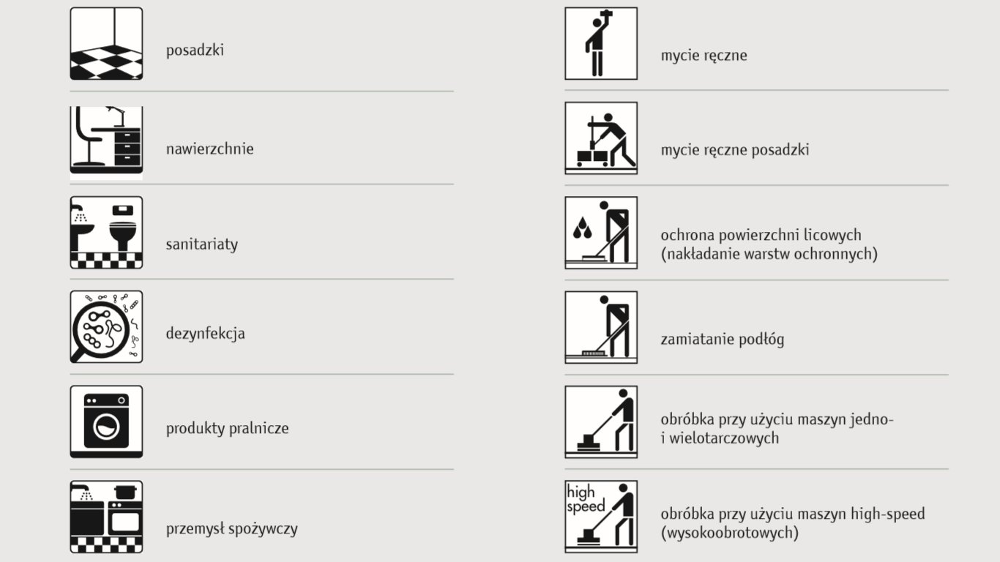 posadzki
nawierzchnie
sanitariaty
dezynfekcja
produkty pralnicze
przemysł spożywczy
mycie ręczne
mycie ręczne posadzki
ochrona powierzchni licowych
(nakładanie warstw ochronnych)
zamiatanie podłóg
obróbka przy użyciu maszyn jedno-
i wielotarczowych
high
speed
obróbka przy użyciu maszyn high-speed
(wysokoobrotowych)